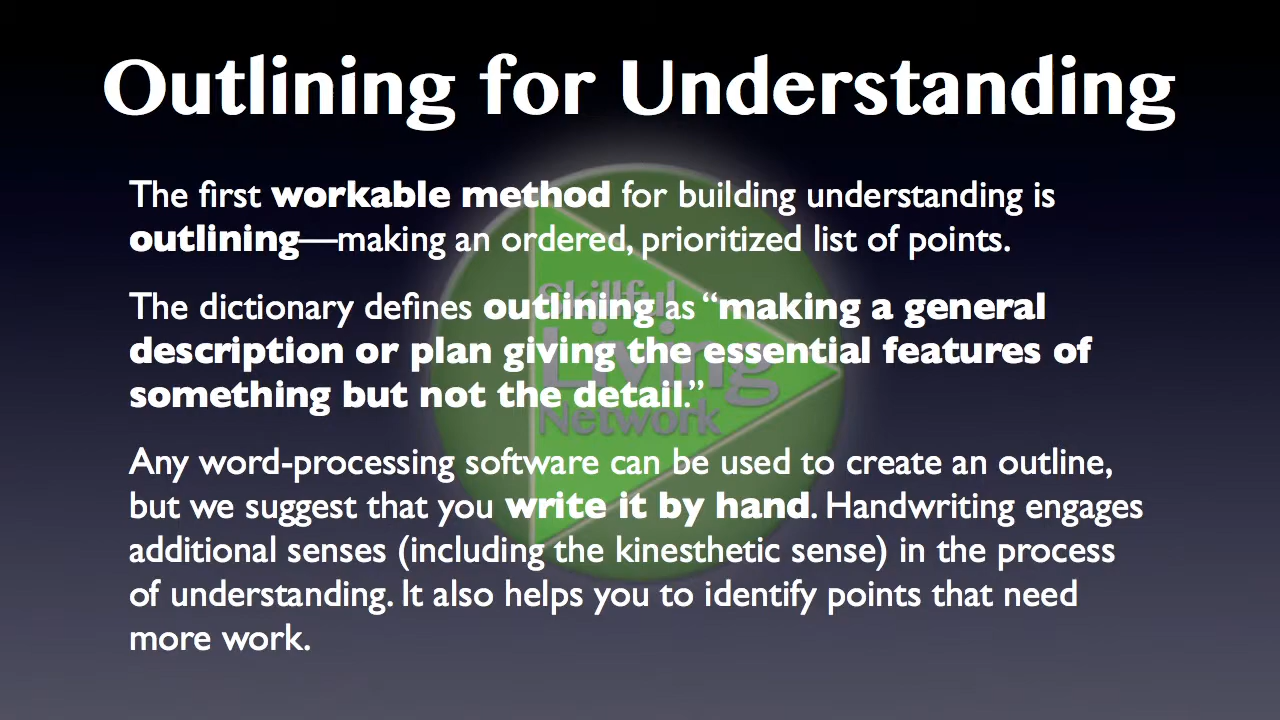 Outlining for Understanding
The first workable method for building understanding is
outlining—making an ordered, prioritized list of points.
The dictionary defines outlining as “making a general
description or plan giving the essential features of
something but not the detail.”
Any word-processing software can be used to create an outline,
but we suggest that you write it by hand. Handwriting engages
additional senses (including the kinesthetic sense) in the process
of understanding. It also helps you to identify points that need
more work.
Skillful
Living
Network